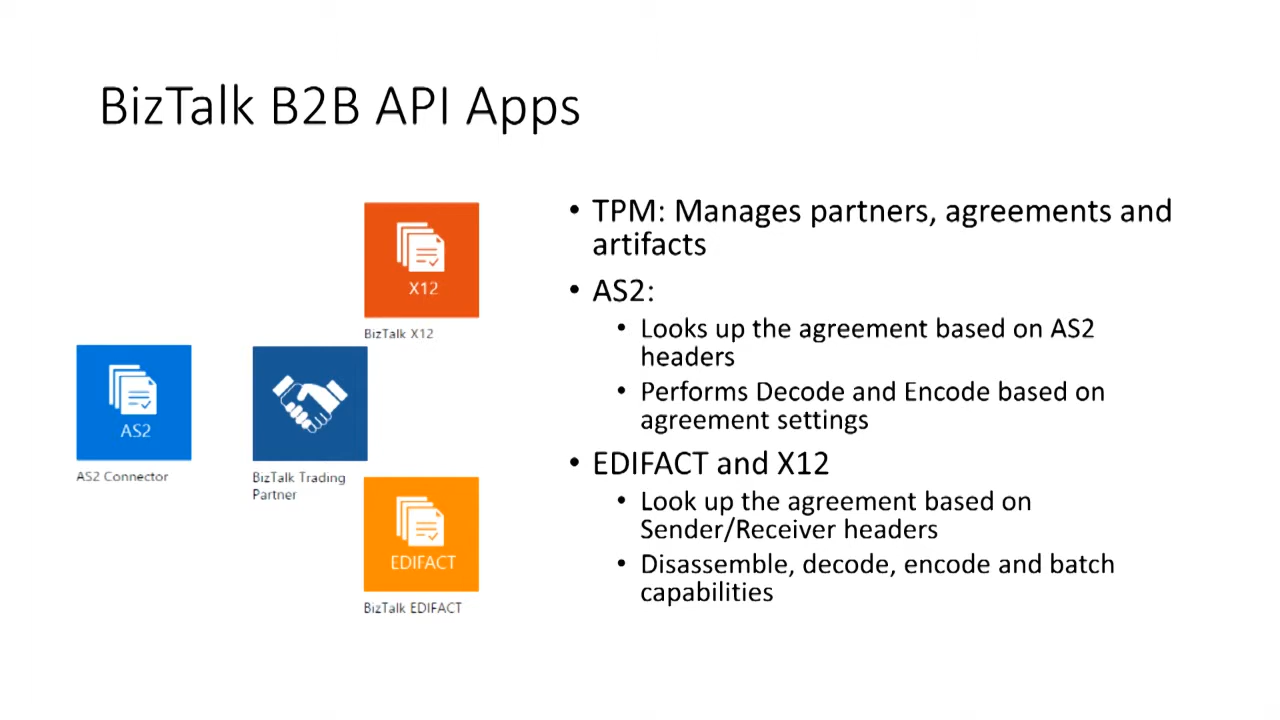 BizTalk B2B API Apps
X12
BizTalk X12
AS2
AS2 Connector
BizTalk Trading
Partner
EDIFACT
BizTalk EDIFACT
• TPM: Manages partners, agreements and
artifacts
• AS2:
• Looks up the agreement based on AS2
headers
• Performs Decode and Encode based on
agreement settings
• EDIFACT and X12
• Look up the agreement based on
Sender/Receiver headers
• Disassemble, decode, encode and batch
capabilities